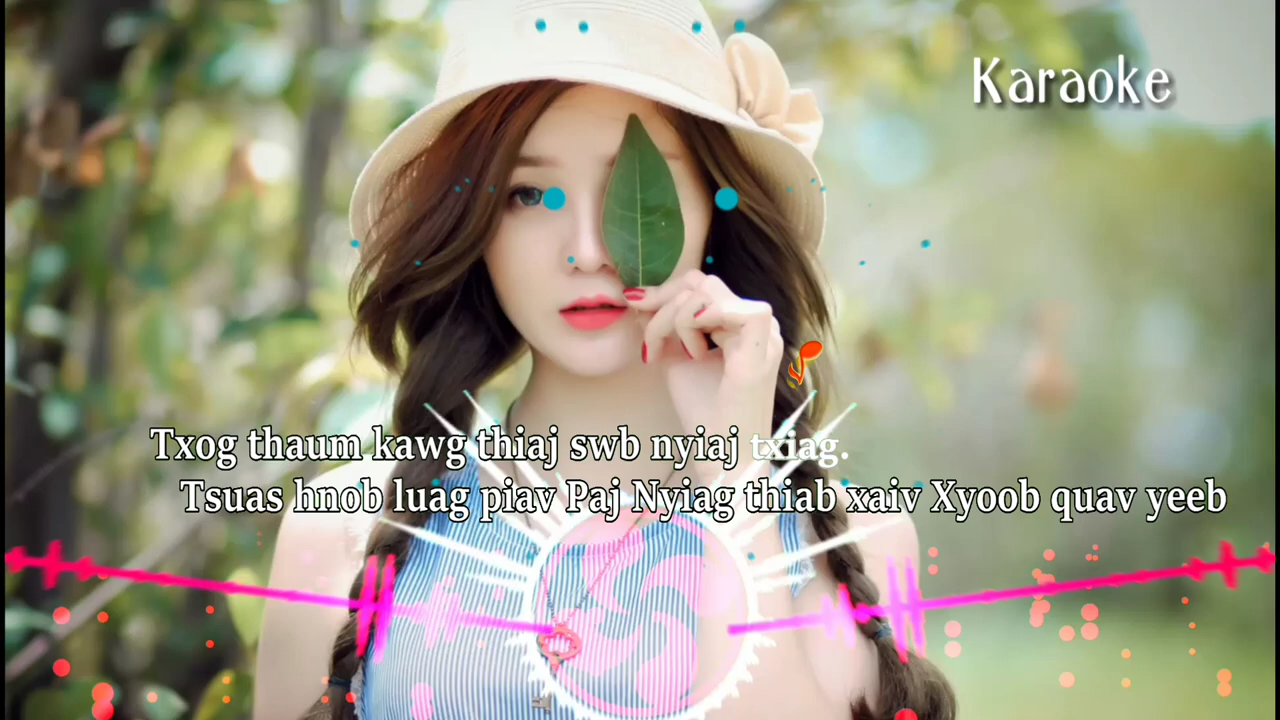 Karaoke
Txog thaum kawg thiaj swb nyiaj txiag.
Tsuas hnob luag piav Paj Nyiag thiab xaiv Xyoob quav yeeb